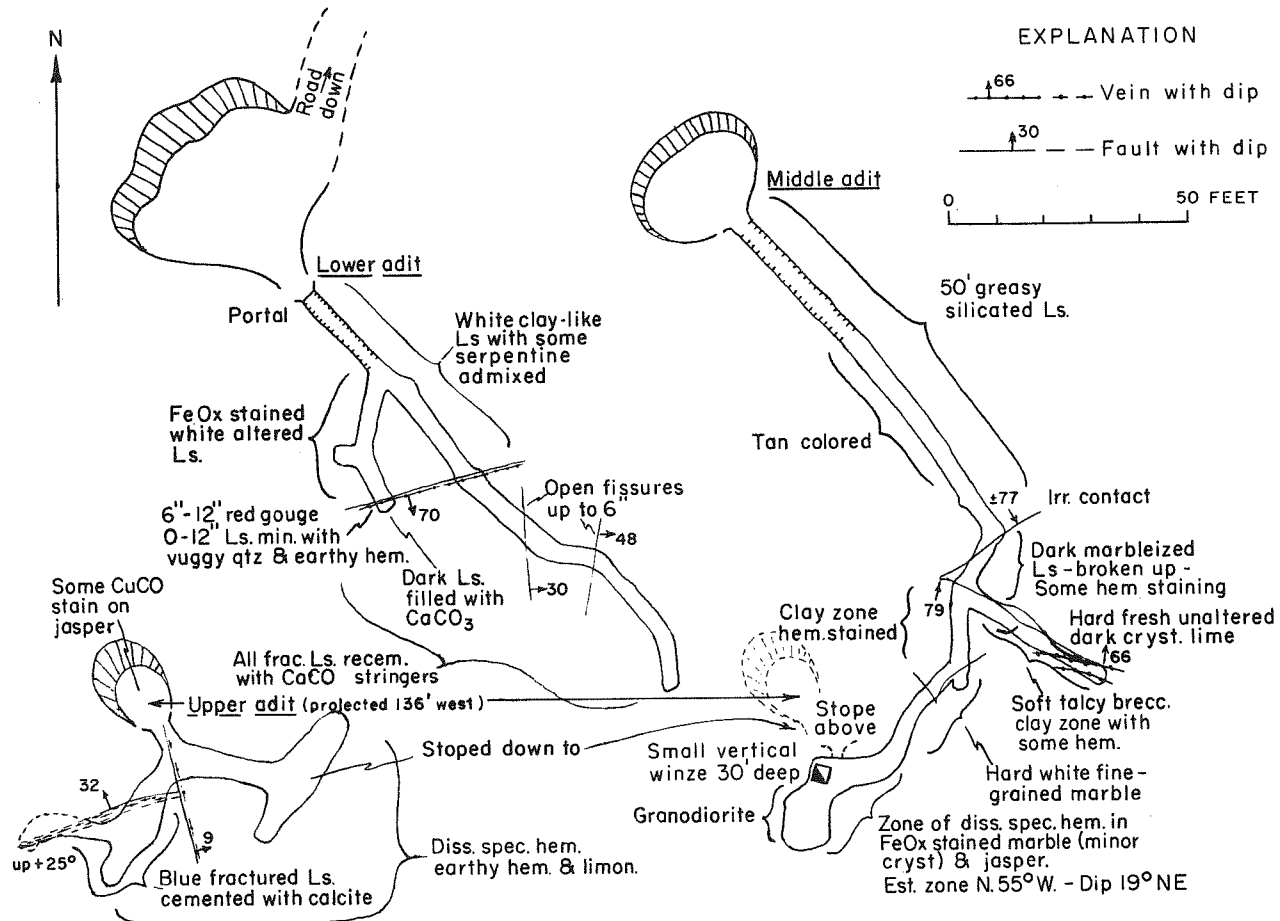 N
Road
down
EXPLANATION
66
Vein with dip
30
Fault with dip
0
50 FEET
Middle adit
Lower adit
Portal
White clay-like
Ls with some
serpentine
admixed
50' greasy
silicated Ls.
FeOx stained
white altered
Ls.
Tan colored
6"-12" red gouge
0-12" Ls. min. with
vuggy qtz & earthy hem.
70
Open fissures
up to 6"
48
30
±77
Irr. contact
Dark marbleized
Ls-broken up-
Some hem staining
Dark Ls.
filled with
CaCO3
79
Clay zone
hem. stained
Hard fresh unaltered
dark cryst. lime
66
Some CuCO
stain on
jasper
All frac. Ls. recem.
with CaCO stringers
Upper adit (projected 136' west)
Stope
above
Soft talcy brecc.
clay zone with
some hem.
Stoped down to
Small vertical
winze 30' deep
Hard white fine-
grained marble
Granodiorite
32
9
up +25°
Blue fractured Ls.
cemented with calcite
Diss. spec. hem.
earthy hem. & limon.
Zone of diss. spec. hem. in
FeOx stained marble (minor
cryst) & jasper.
Est. zone N. 55° W. - Dip 19° NE